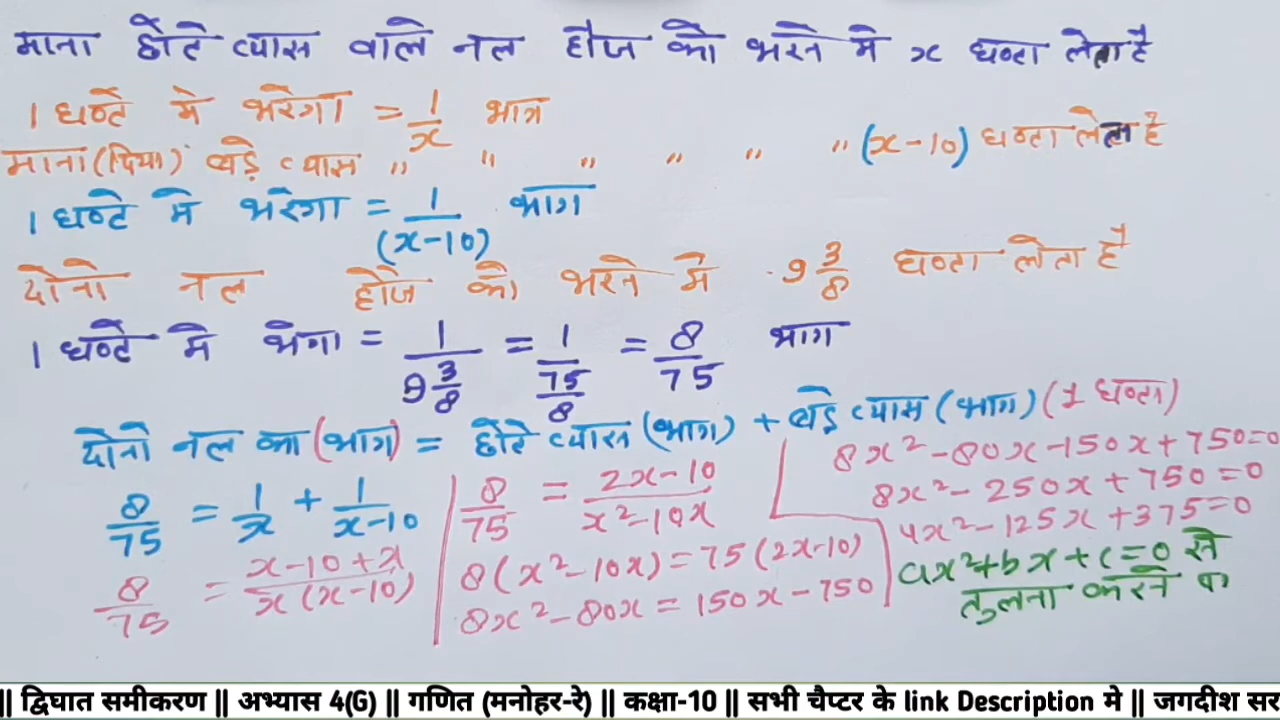 माना छोटे व्यास वाले नल हौज को भरने मे x घण्टा लेता है
1 घण्टे मे भरेगा = 1/x भाग
माना (दिया) बड़े व्यास " " " " " " (x-10) घण्टा लेता है
1 घण्टे मे भरेगा = 1/(x-10) भाग
दोनो नल हौज को भरने मे 9 3/8 घण्टा लेता है
1 घण्टे मे भरेगा = 1/(9 3/8) = 1/(75/8) = 8/75 भाग
दोनो नल का (भाग) = छोटे व्यास (भाग) + बड़े व्यास (भाग) (1 घण्टा)
8/75 = 1/x + 1/(x-10)
8/75 = (x-10+x)/(x(x-10))
8/75 = (2x-10)/(x²-10x)
8(x²-10x) = 75(2x-10)
8x²-80x = 150x-750
8x²-80x-150x+750=0
8x²-250x+750=0
4x²-125x+375=0
ax²+bx+c=0 से
तुलना करने प
|| द्विघात समीकरण || अभ्यास 4(G) || गणित (मनोहर-रे) || कक्षा-10 || सभी चैप्टर के link Description मे || जगदीश सर